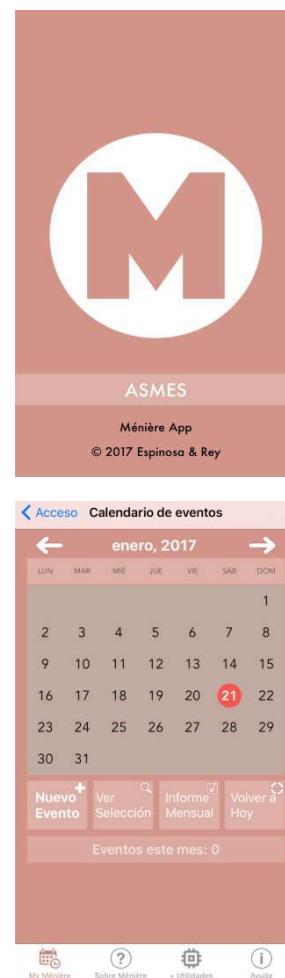 M
ASMES
Ménière App
© 2017 Espinosa & Rey
Acceso Calendario de eventos
enero, 2017
LUN MAR MIÉ JUE VIE SÁB DOM
1
2 3 4 5 6 7 8
9 10 11 12 13 14 15
16 17 18 19 20 21 22
23 24 25 26 27 28 29
30 31
Nuevo Ver Informe Volver a
Evento Selección Mensual Hoy
Eventos este mes: 0
My Ménière Sobre Ménière + Utilidades Ayuda